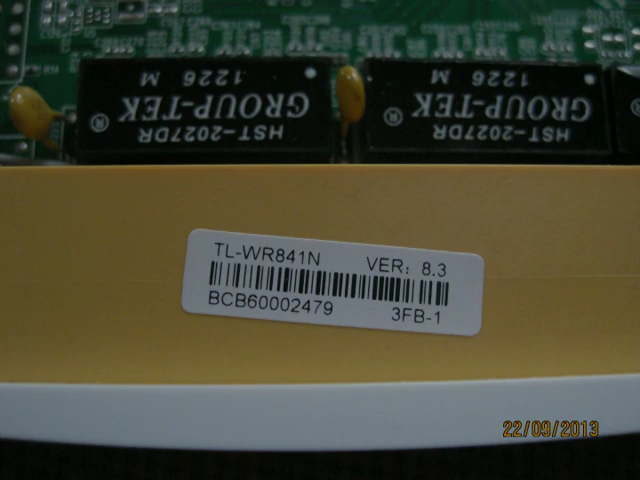 1226 M
GROUP-TEK ®
HST-2027DR
1226 M
GROUP-TEK ®
HST-2027DR
®
TL-WR841N VER: 8.3
BCB60002479 3FB-1
22/09/2013